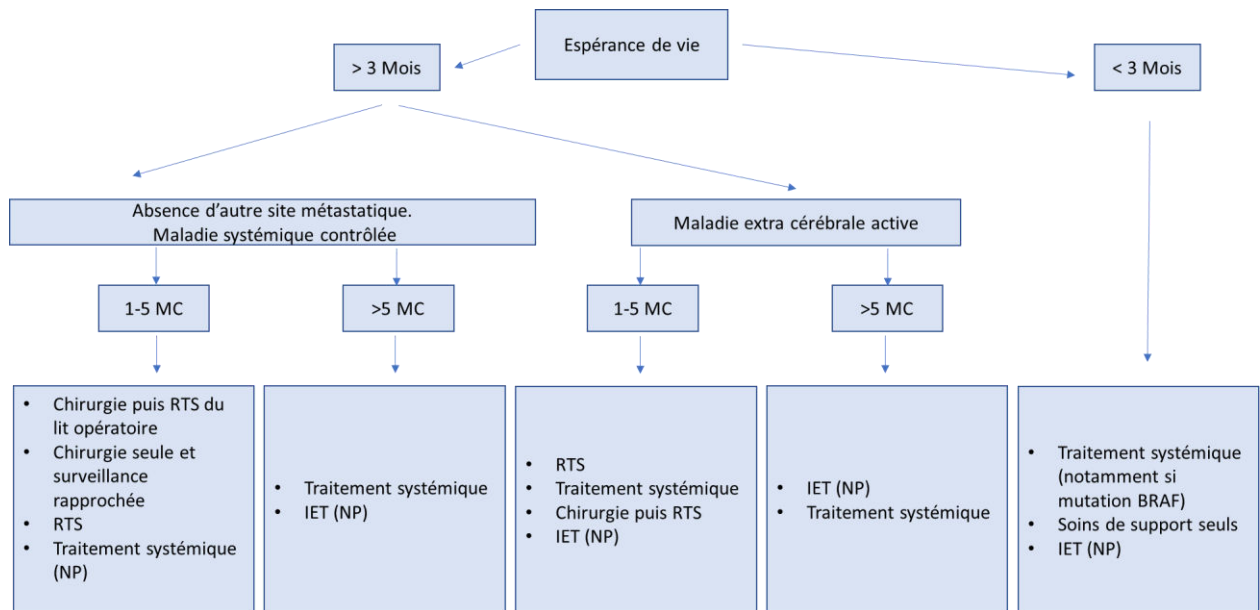 Espérance de vie
> 3 Mois
< 3 Mois
Absence d’autre site métastatique.
Maladie systémique contrôlée
Maladie extra cérébrale active
1-5 MC
>5 MC
1-5 MC
>5 MC
• Chirurgie puis RTS du
lit opératoire
• Chirurgie seule et
surveillance
rapprochée
• RTS
• Traitement systémique
(NP)
• Traitement systémique
• IET (NP)
• RTS
• Traitement systémique
• Chirurgie puis RTS
• IET (NP)
• IET (NP)
• Traitement systémique
• Traitement systémique
(notamment si
mutation BRAF)
• Soins de support seuls
• IET (NP)